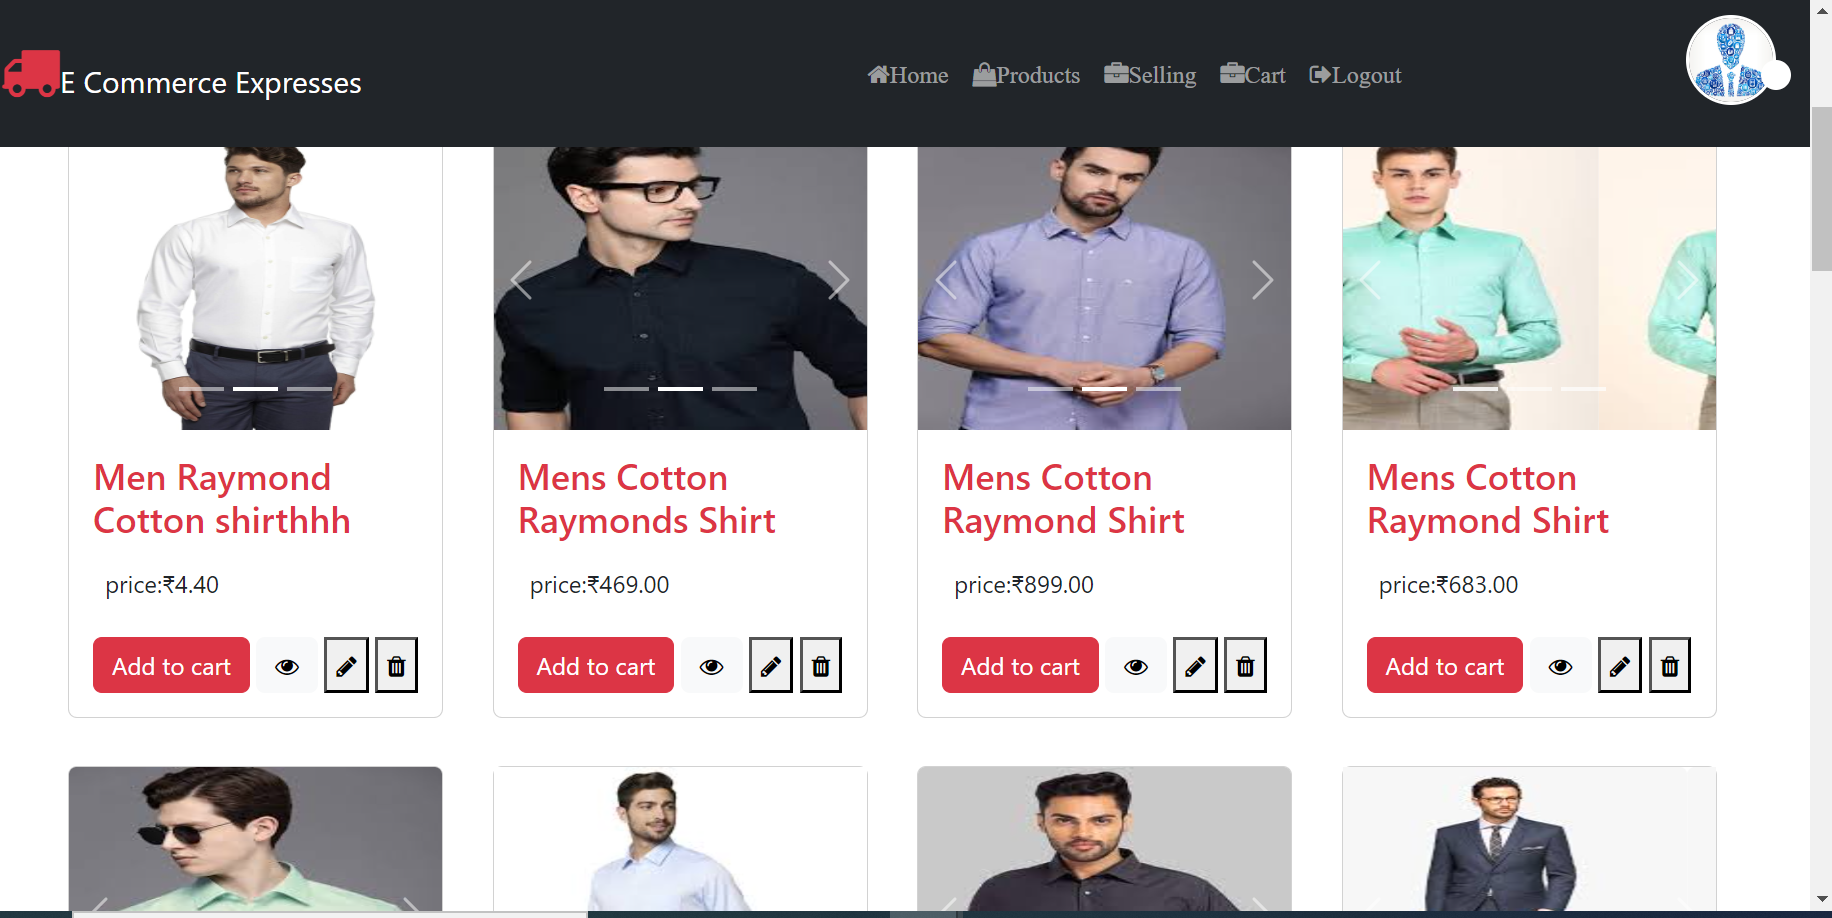 E Commerce Expresses
Home Products Selling Cart Logout
Men Raymond
Cotton shirthhh
price:₹4.40
Add to cart
Mens Cotton
Raymonds Shirt
price:₹469.00
Add to cart
Mens Cotton
Raymond Shirt
price:₹899.00
Add to cart
Mens Cotton
Raymond Shirt
price:₹683.00
Add to cart